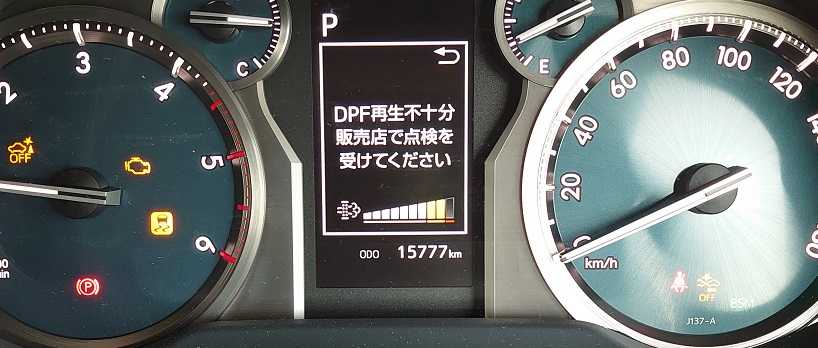 P
DPF再生不十分
販売店で点検を
受けてください
ODO 15777 km
2
3
4
5
6
min
C
OFF
P
E
0
20
40
60
80
100
120
km/h
OFF
BSM
J137-A